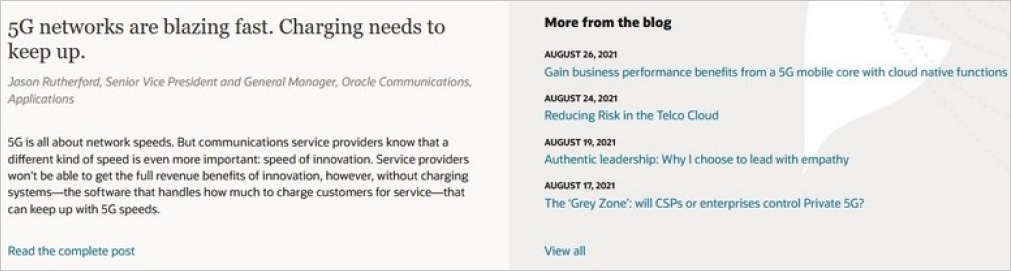 5G networks are blazing fast. Charging needs to
keep up.
Jason Rutherford, Senior Vice President and General Manager, Oracle Communications,
Applications
5G is all about network speeds. But communications service providers know that a
different kind of speed is even more important: speed of innovation. Service providers
won't be able to get the full revenue benefits of innovation, however, without charging
systems—the software that handles how much to charge customers for service—that
can keep up with 5G speeds.
Read the complete post
More from the blog
AUGUST 26, 2021
Gain business performance benefits from a 5G mobile core with cloud native functions
AUGUST 24, 2021
Reducing Risk in the Telco Cloud
AUGUST 19, 2021
Authentic leadership: Why I choose to lead with empathy
AUGUST 17, 2021
The 'Grey Zone': will CSPs or enterprises control Private 5G?
View all